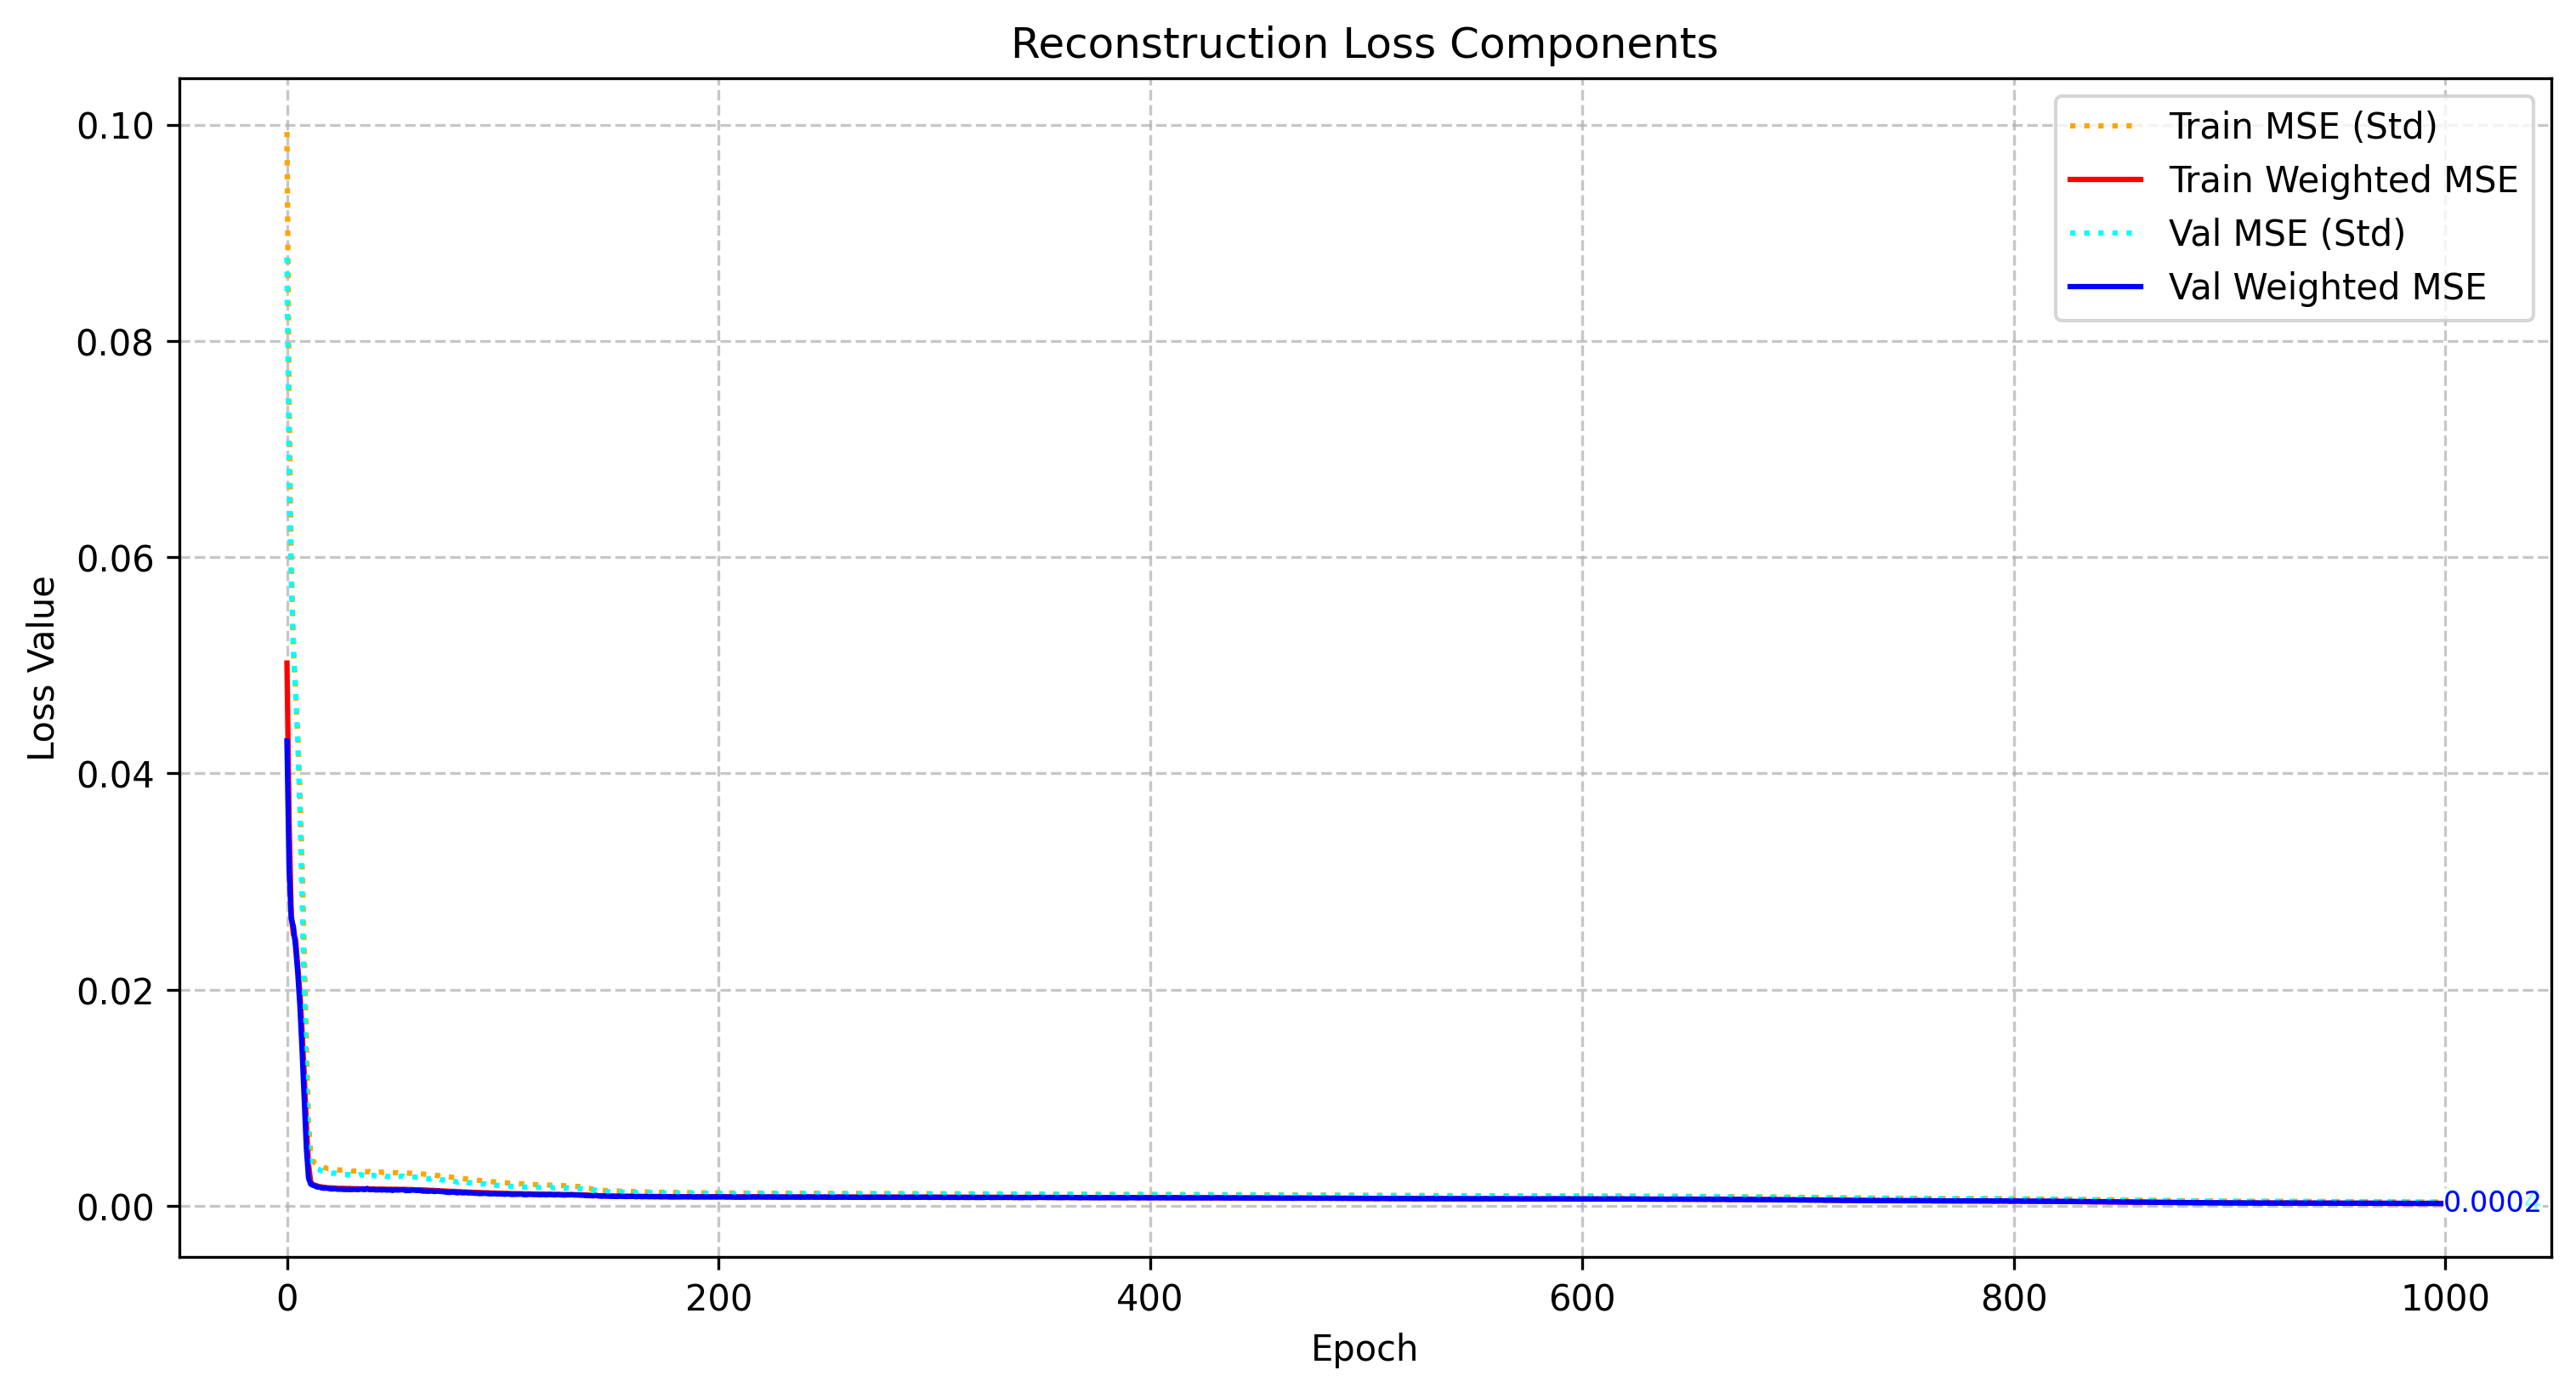 Reconstruction Loss Components
0.10
0.08
0.06
0.04
0.02
0.00
Loss Value
Train MSE (Std)
Train Weighted MSE
Val MSE (Std)
Val Weighted MSE
0.0002
0
200
400
600
800
1000
Epoch